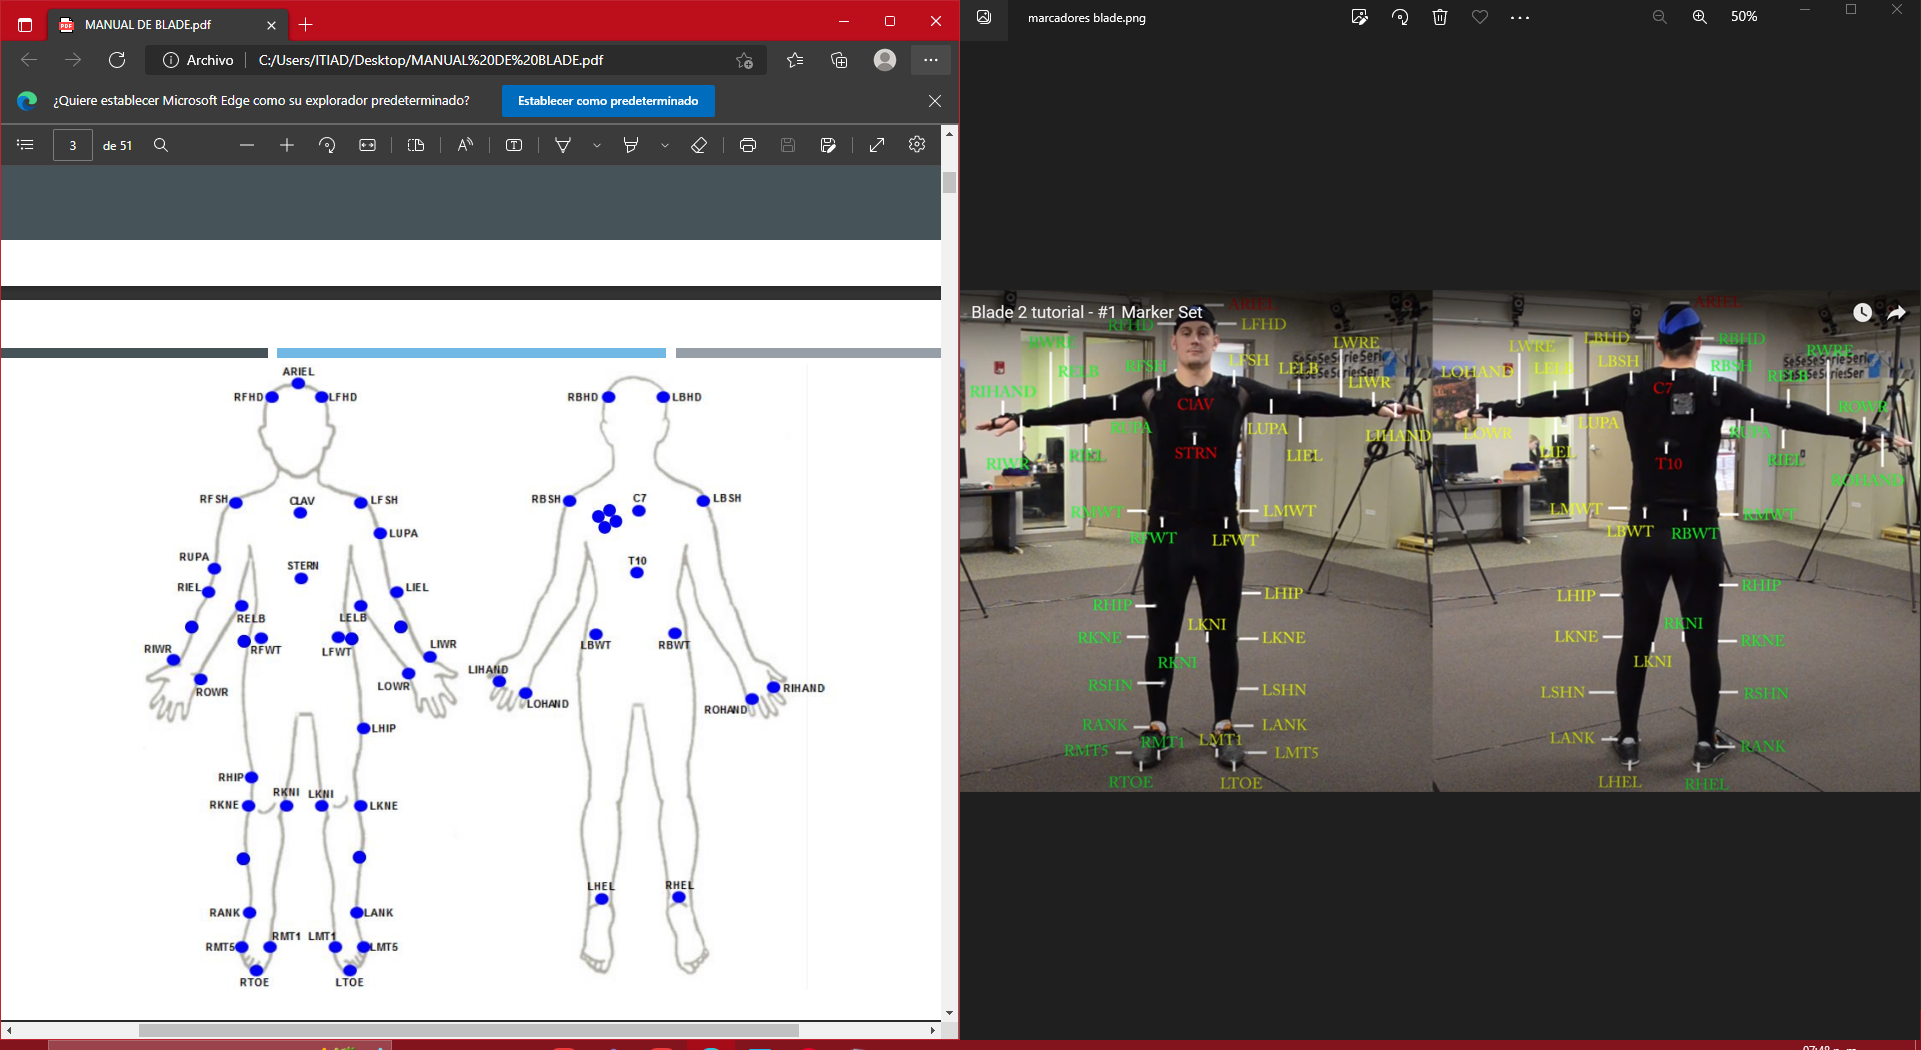 MANUAL DE BLADE.pdf
Archivo
C:/Users/ITIAD/Desktop/MANUAL%20DE%20BLADE.pdf
¿Quiere establecer Microsoft Edge como su explorador predeterminado?
Establecer como predeterminado
3 de 51
ARIEL
RFHD LFHD
RFSH CLAV LFSH
LUPA
RUPA
STERN
RIEL LIEL
RELB LELB
RIWR RFWT LFWT LIWR
ROWR LOWR
LHIP
RHIP
RKNE RKNI LKNI LKNE
RANK LANK
RMT5 RMT1 LMT1 LMT5
RTOE LTOE
RBHD LBHD
RBSH C7 LBSH
T10
LBWT RBWT
LIHAND RIHAND
LOHAND ROHAND
LHEL RHEL
marcadores blade.png
50%
Blade 2 tutorial - #1 Marker Set
ARIEL
RFHD LFHD
RWRE LWRE
RELB RFSH LFSH LELB
RIHAND LIWR
CLAV
RUPA LUPA LIHAND
RIWR RIEL STRN LIEL
RMWT LMWT
RFWT LFWT
RHIP LHIP
LKNI
RKNE LKNE
RKNI
RSHN LSHN
RANK LANK
RMT5 RMT1 LMT1 LMT5
RTOE LTOE
ARIEL
LBHD RBHD
LWRE RWRE
LOHAND LELB LBSH RBSH RELB
C7
LOWR LUPA RUPA ROWR
LIEL T10 RIEL
ROHAND
LMWT RMWT
LBWT RBWT
LHIP RHIP
RKNI
LKNE RKNE
LKNI
LSHN RSHN
LANK RANK
LHEL RHEL